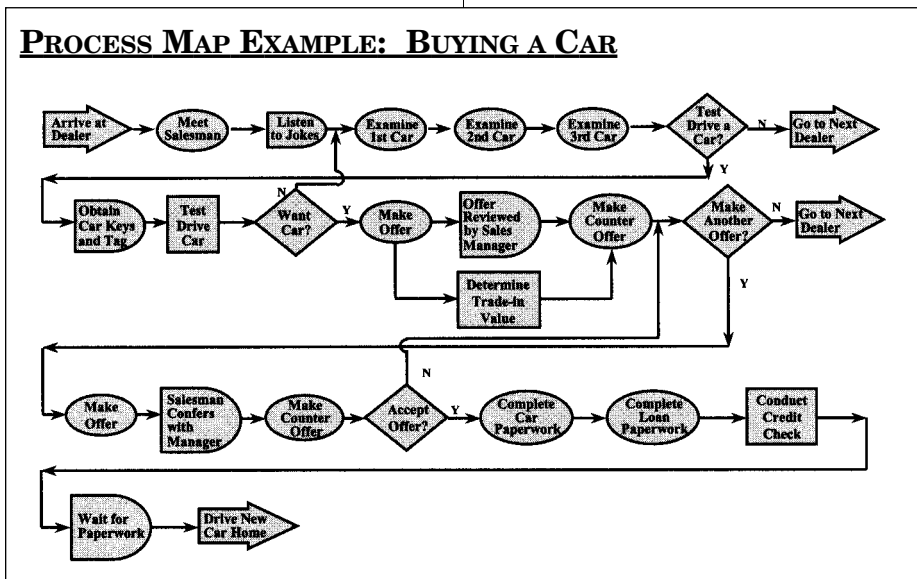 PROCESS MAP EXAMPLE: BUYING A CAR
Arrive at
Dealer
Meet
Salesman
Listen
to Jokes
Examine
1st Car
Examine
2nd Car
Examine
3rd Car
Test
Drive a
Car?
N
Go to Next
Dealer
Y
Obtain
Car Keys
and Tag
Test
Drive
Car
N
Want
Car?
Y
Make
Offer
Offer
Reviewed
by Sales
Manager
Make
Counter
Offer
Make
Another
Offer?
N
Go to Next
Dealer
Determine
Trade-in
Value
Y
Make
Offer
Salesman
Confers
with
Manager
Make
Counter
Offer
N
Accept
Offer?
Y
Complete
Car
Paperwork
Complete
Loan
Paperwork
Conduct
Credit
Check
Wait for
Paperwork
Drive New
Car Home